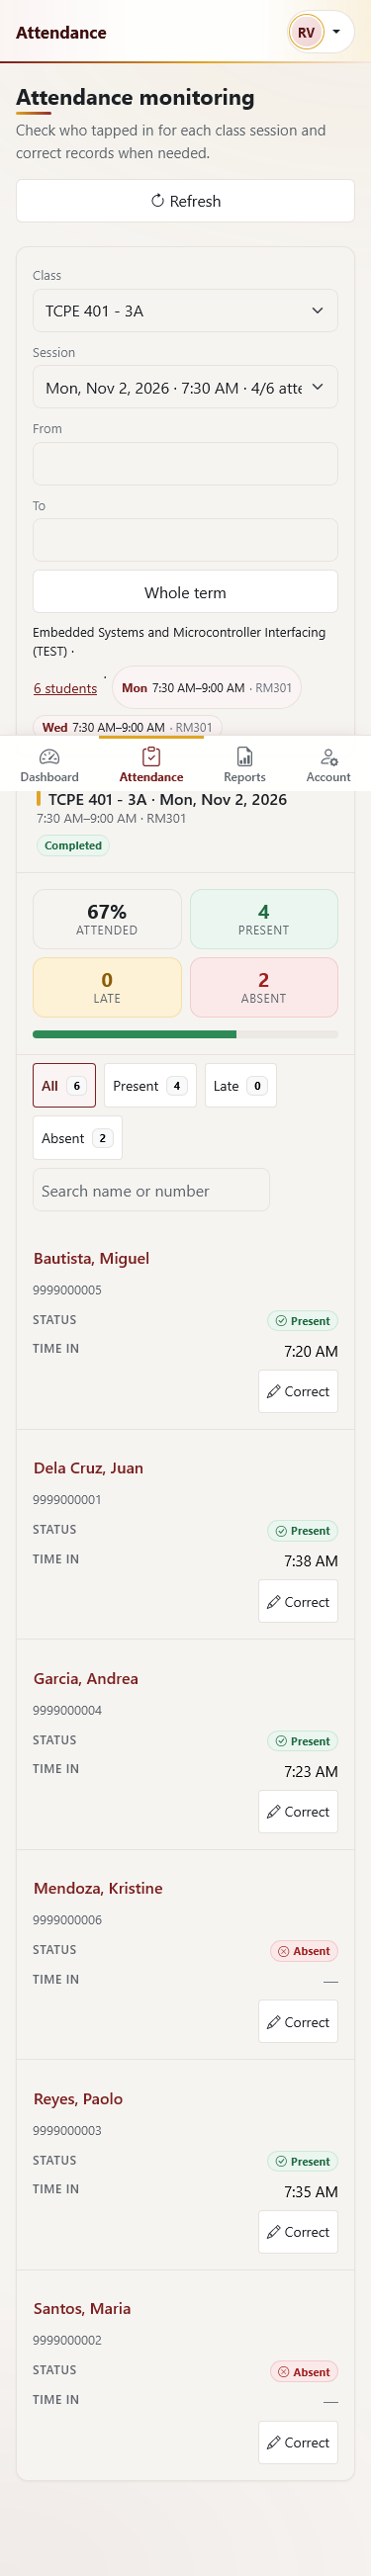 Attendance
RV
Attendance monitoring
Check who tapped in for each class session and
correct records when needed.
Refresh
Class
TCPE 401 - 3A
Session
Mon, Nov 2, 2026 · 7:30 AM · 4/6 atte
From
To
Whole term
Embedded Systems and Microcontroller Interfacing
(TEST) ·
6 students · Mon 7:30 AM–9:00 AM · RM301
Wed 7:30 AM–9:00 AM · RM301
Dashboard Attendance Reports Account
TCPE 401 - 3A · Mon, Nov 2, 2026
7:30 AM–9:00 AM · RM301
Completed
67% 4
ATTENDED PRESENT
0 2
LATE ABSENT
All 6 Present 4 Late 0
Absent 2
Search name or number
Bautista, Miguel
9999000005
STATUS Present
TIME IN 7:20 AM
Correct
Dela Cruz, Juan
9999000001
STATUS Present
TIME IN 7:38 AM
Correct
Garcia, Andrea
9999000004
STATUS Present
TIME IN 7:23 AM
Correct
Mendoza, Kristine
9999000006
STATUS Absent
TIME IN —
Correct
Reyes, Paolo
9999000003
STATUS Present
TIME IN 7:35 AM
Correct
Santos, Maria
9999000002
STATUS Absent
TIME IN —
Correct